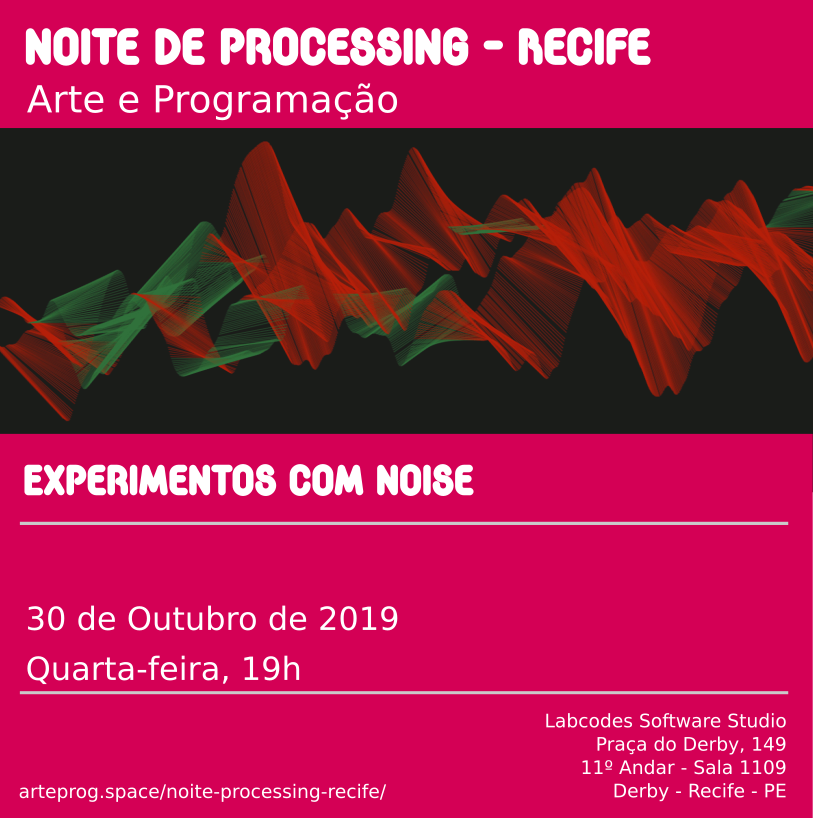 NOITE DE PROCESSING - RECIFE
Arte e Programação
EXPERIMENTOS COM NOISE
30 de Outubro de 2019
Quarta-feira, 19h
Labcodes Software Studio
Praça do Derby, 149
11º Andar - Sala 1109
Derby - Recife - PE
arteprog.space/noite-processing-recife/